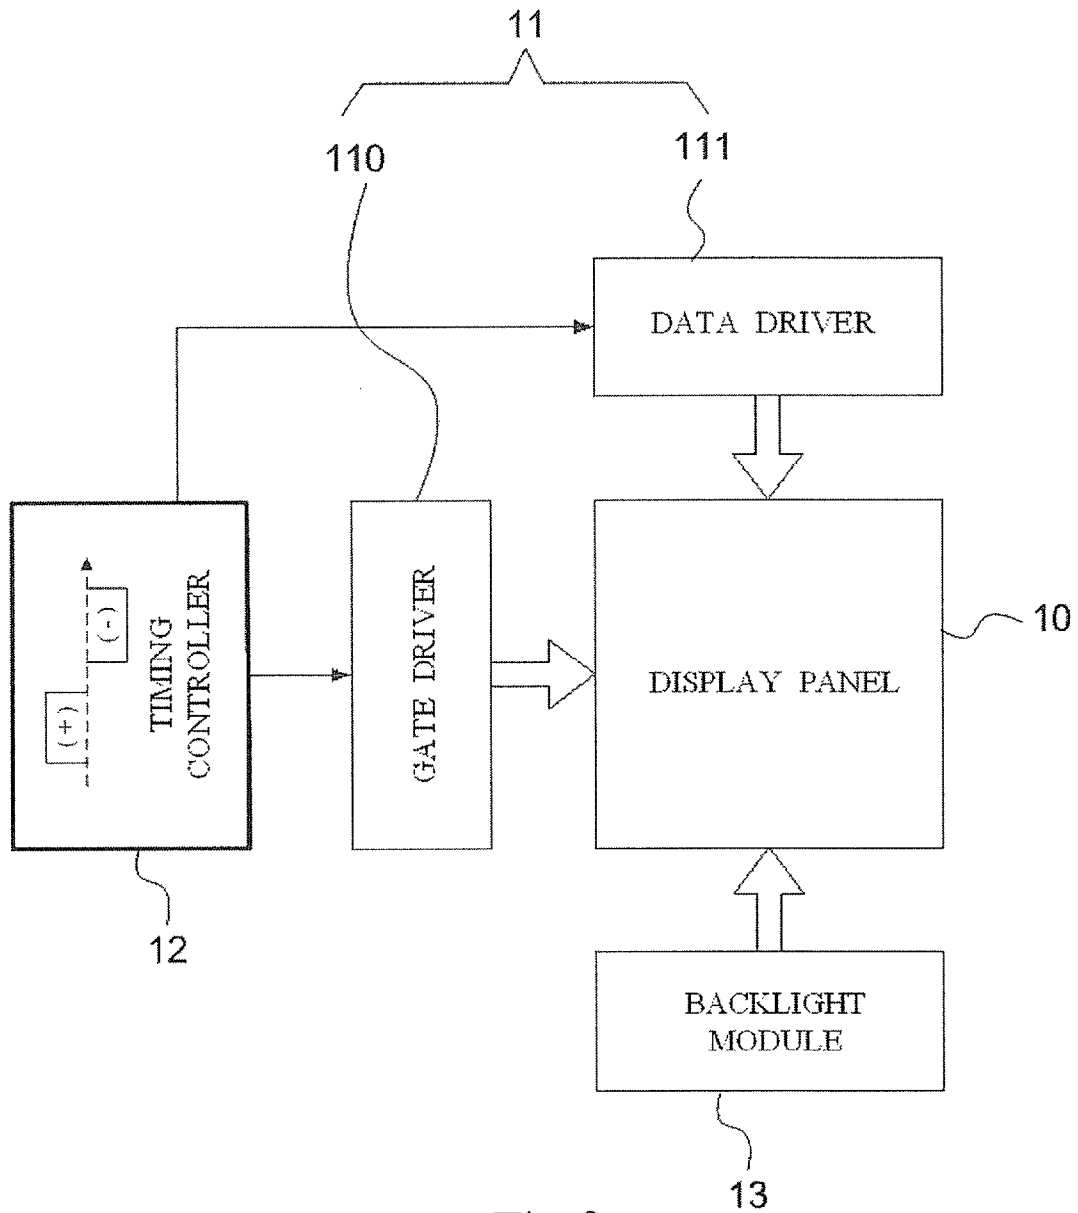 11
110
111
DATA DRIVER
(+)
(-)
TIMING
CONTROLLER
GATE DRIVER
DISPLAY PANEL
10
12
BACKLIGHT
MODULE
13